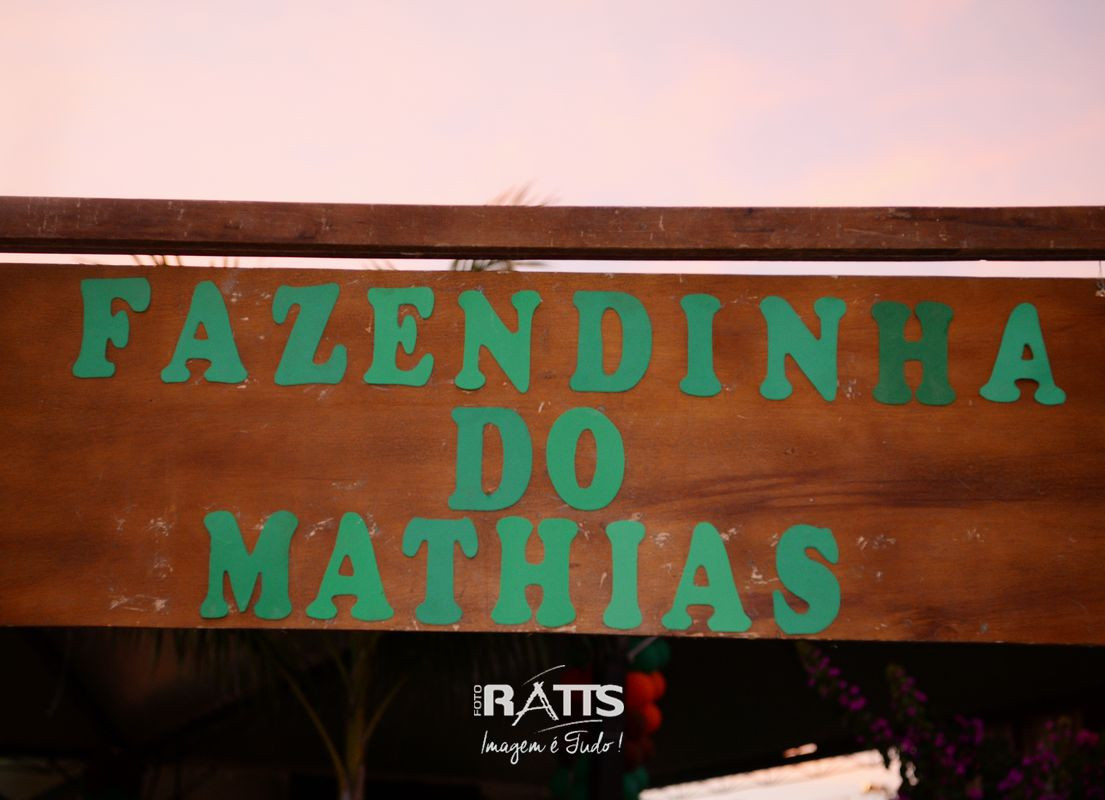 FAZENDINHA
DO
MATHIAS
FOTO RATTS
Imagem é Tudo!